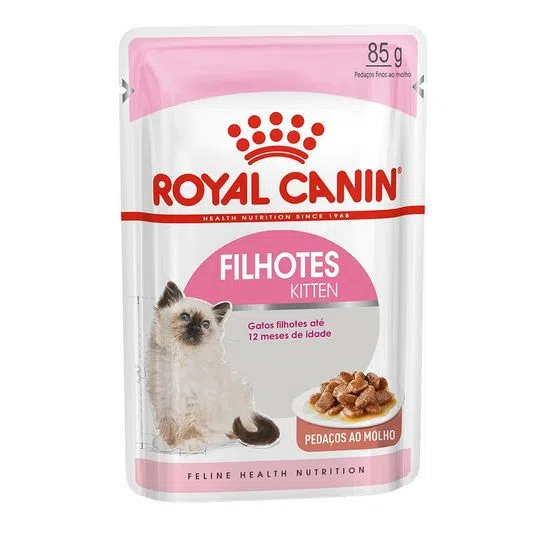 85 g
Pedaços finos ao molho
ROYAL CANIN®
HEALTH NUTRITION SINCE 1968
FILHOTES
KITTEN
Gatos filhotes até
12 meses de idade
PEDAÇOS AO MOLHO
FELINE HEALTH NUTRITION